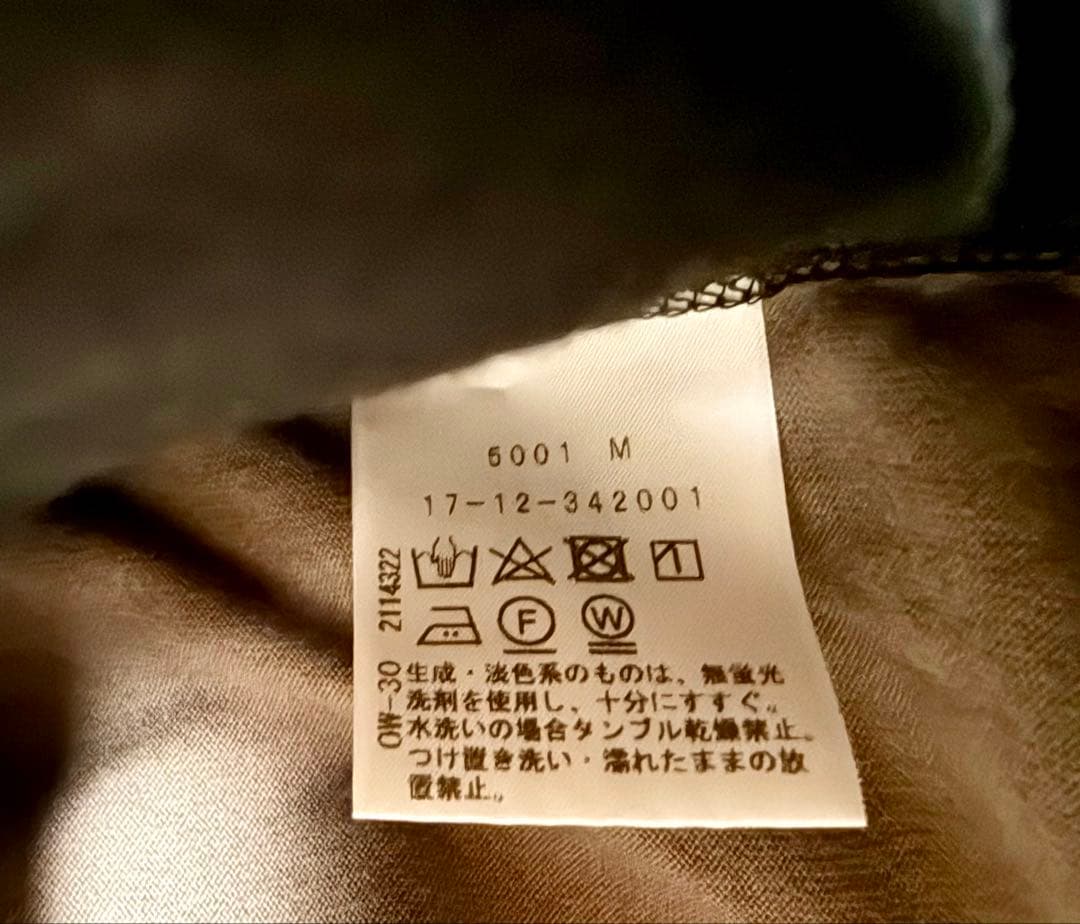 5001 M
17-12-342001
2114322
F
W
OW-30
生成・淡色系のものは、無蛍光
洗剤を使用し、十分にすすぐ。
水洗いの場合タンブル乾燥禁止。
つけ置き洗い・濡れたままの放
置禁止。